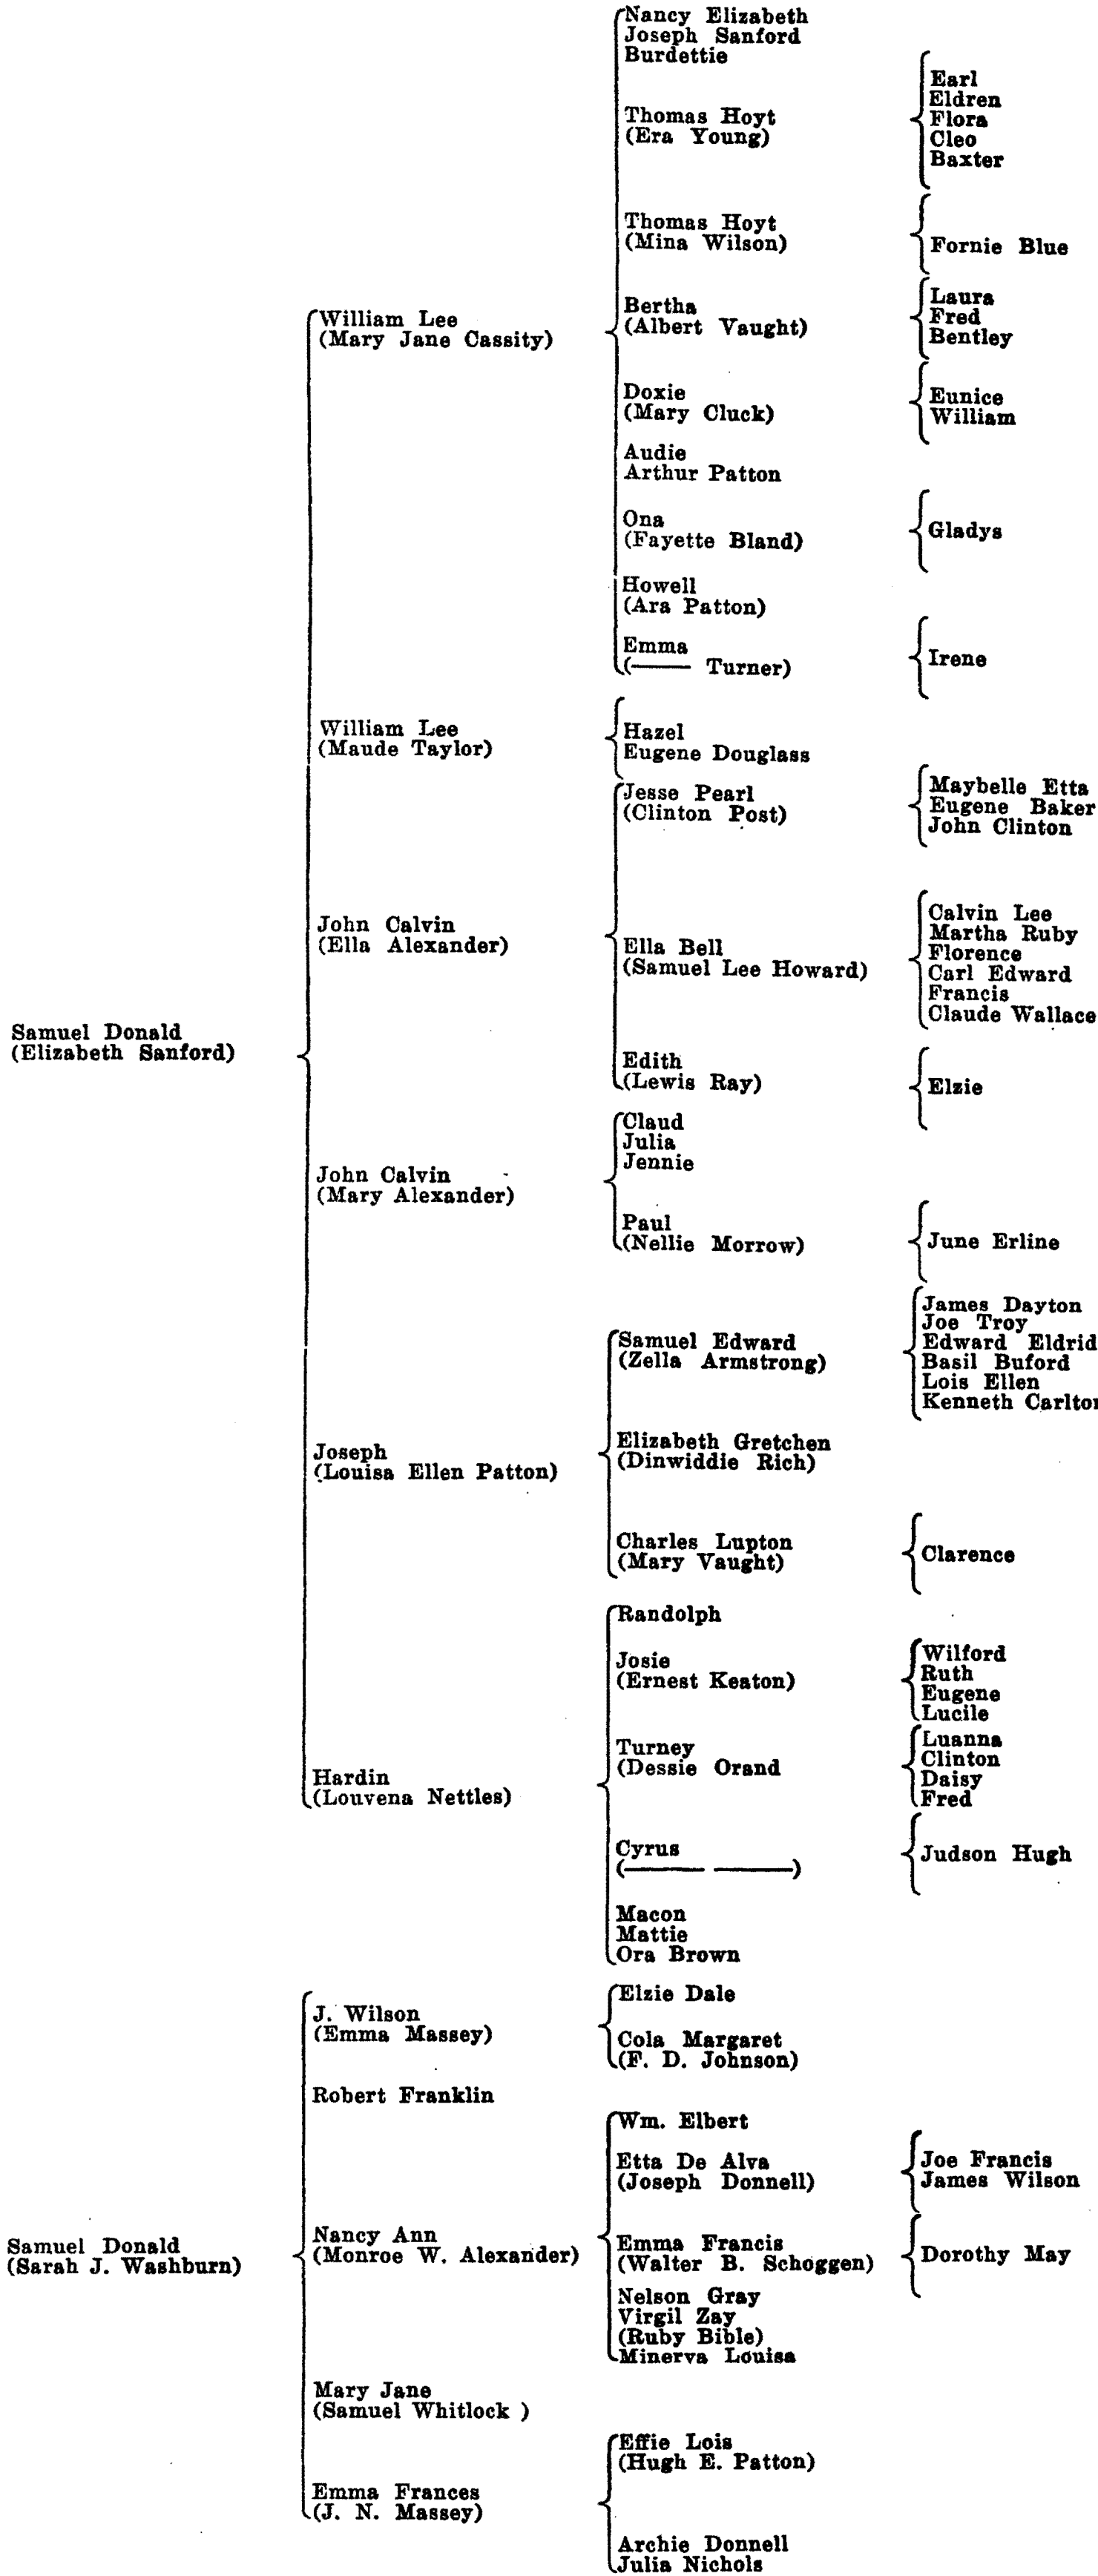 Samuel Donald
(Elizabeth Sanford)
William Lee
(Mary Jane Cassity)
Nancy Elizabeth
Joseph Sanford
Burdettie
Thomas Hoyt
(Era Young)
Earl
Eldren
Flora
Cleo
Baxter
Thomas Hoyt
(Mina Wilson)
Fornie Blue
Bertha
(Albert Vaught)
Laura
Fred
Bentley
Doxie
(Mary Cluck)
Eunice
William
Audie
Arthur Patton
Ona
(Fayette Bland)
Gladys
Howell
(Ara Patton)
Emma
(—— Turner)
Irene
William Lee
(Maude Taylor)
Hazel
Eugene Douglass
John Calvin
(Ella Alexander)
Jesse Pearl
(Clinton Post)
Maybelle Etta
Eugene Baker
John Clinton
Ella Bell
(Samuel Lee Howard)
Calvin Lee
Martha Ruby
Florence
Carl Edward
Francis
Claude Wallace
Edith
(Lewis Ray)
Elzie
John Calvin
(Mary Alexander)
Claud
Julia
Jennie
Paul
(Nellie Morrow)
June Erline
Joseph
(Louisa Ellen Patton)
Samuel Edward
(Zella Armstrong)
James Dayton
Joe Troy
Edward Eldrid
Basil Buford
Lois Ellen
Kenneth Carlton
Elizabeth Gretchen
(Dinwiddie Rich)
Charles Lupton
(Mary Vaught)
Clarence
Hardin
(Louvena Nettles)
Randolph
Josie
(Ernest Keaton)
Wilford
Ruth
Eugene
Lucile
Turney
(Dessie Orand
Luanna
Clinton
Daisy
Fred
Cyrus
(—— ——)
Judson Hugh
Macon
Mattie
Ora Brown
Samuel Donald
(Sarah J. Washburn)
J. Wilson
(Emma Massey)
Elzie Dale
Cola Margaret
(F. D. Johnson)
Robert Franklin
Nancy Ann
(Monroe W. Alexander)
Wm. Elbert
Etta De Alva
(Joseph Donnell)
Joe Francis
James Wilson
Emma Francis
(Walter B. Schoggen)
Dorothy May
Nelson Gray
Virgil Zay
(Ruby Bible)
Minerva Louisa
Mary Jane
(Samuel Whitlock )
Emma Frances
(J. N. Massey)
Effie Lois
(Hugh E. Patton)
Archie Donnell
Julia Nichols